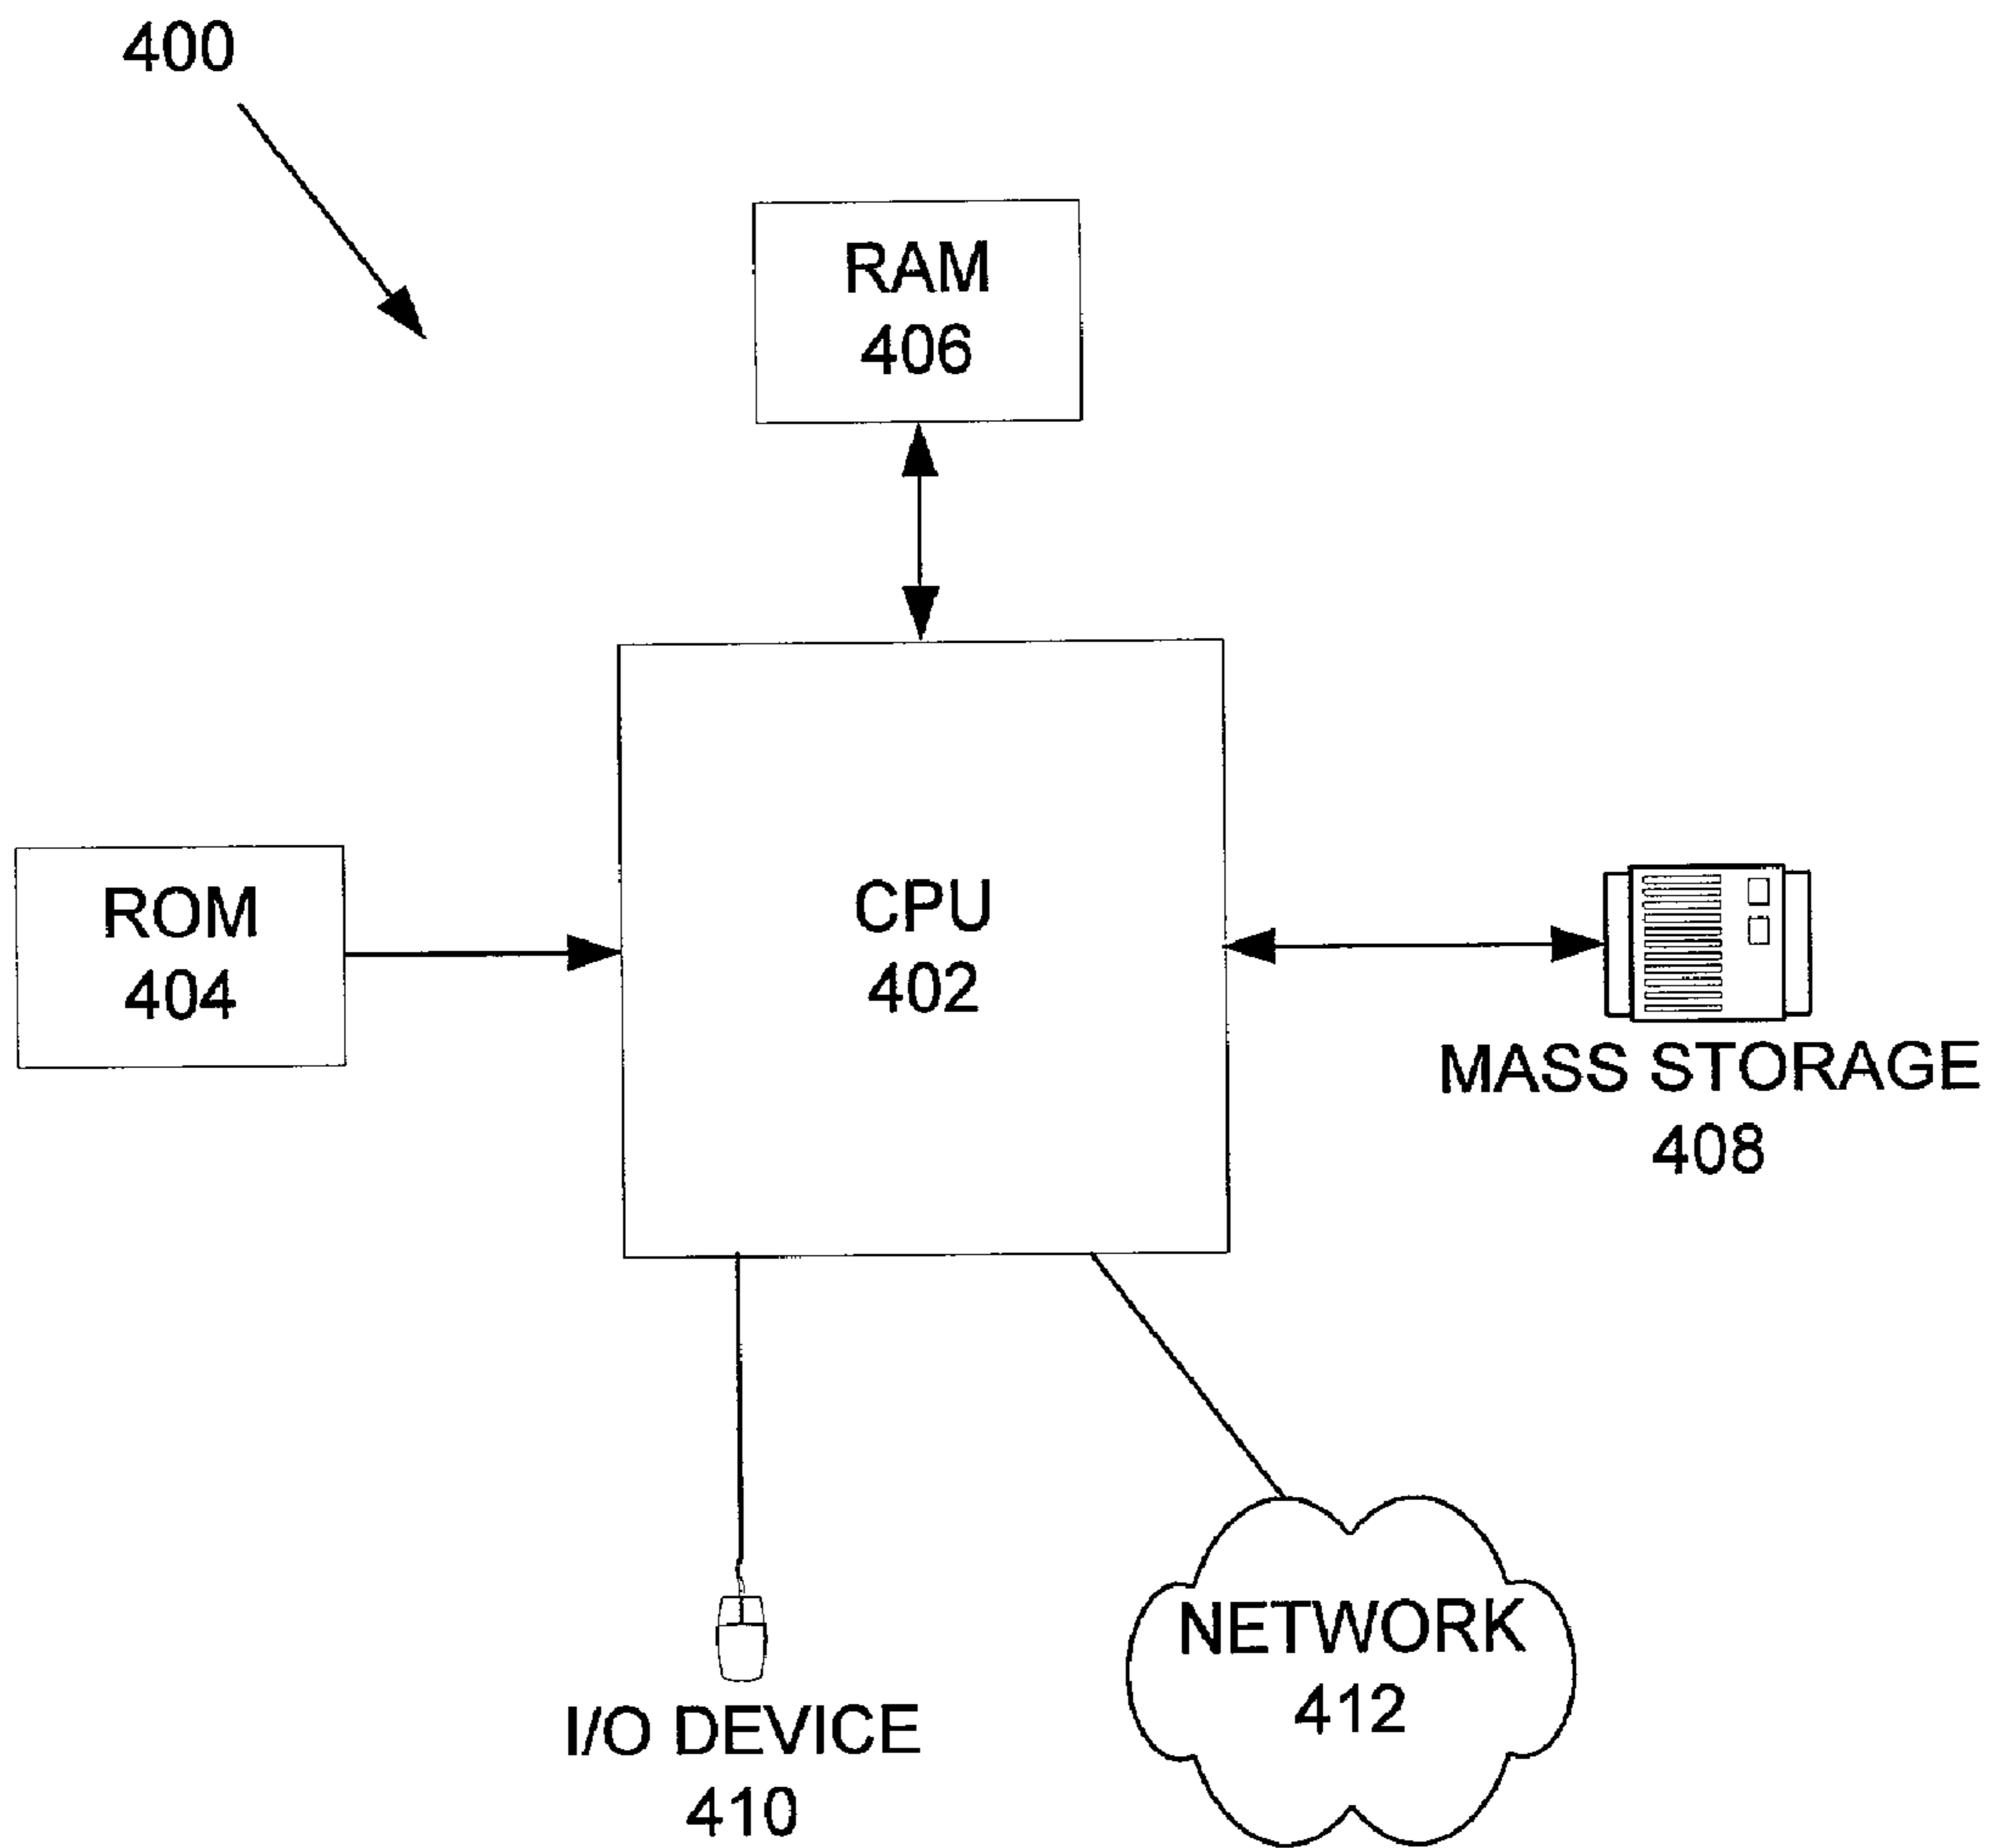 400
RAM
406
ROM
404
CPU
402
MASS STORAGE
408
I/O DEVICE
410
NETWORK
412